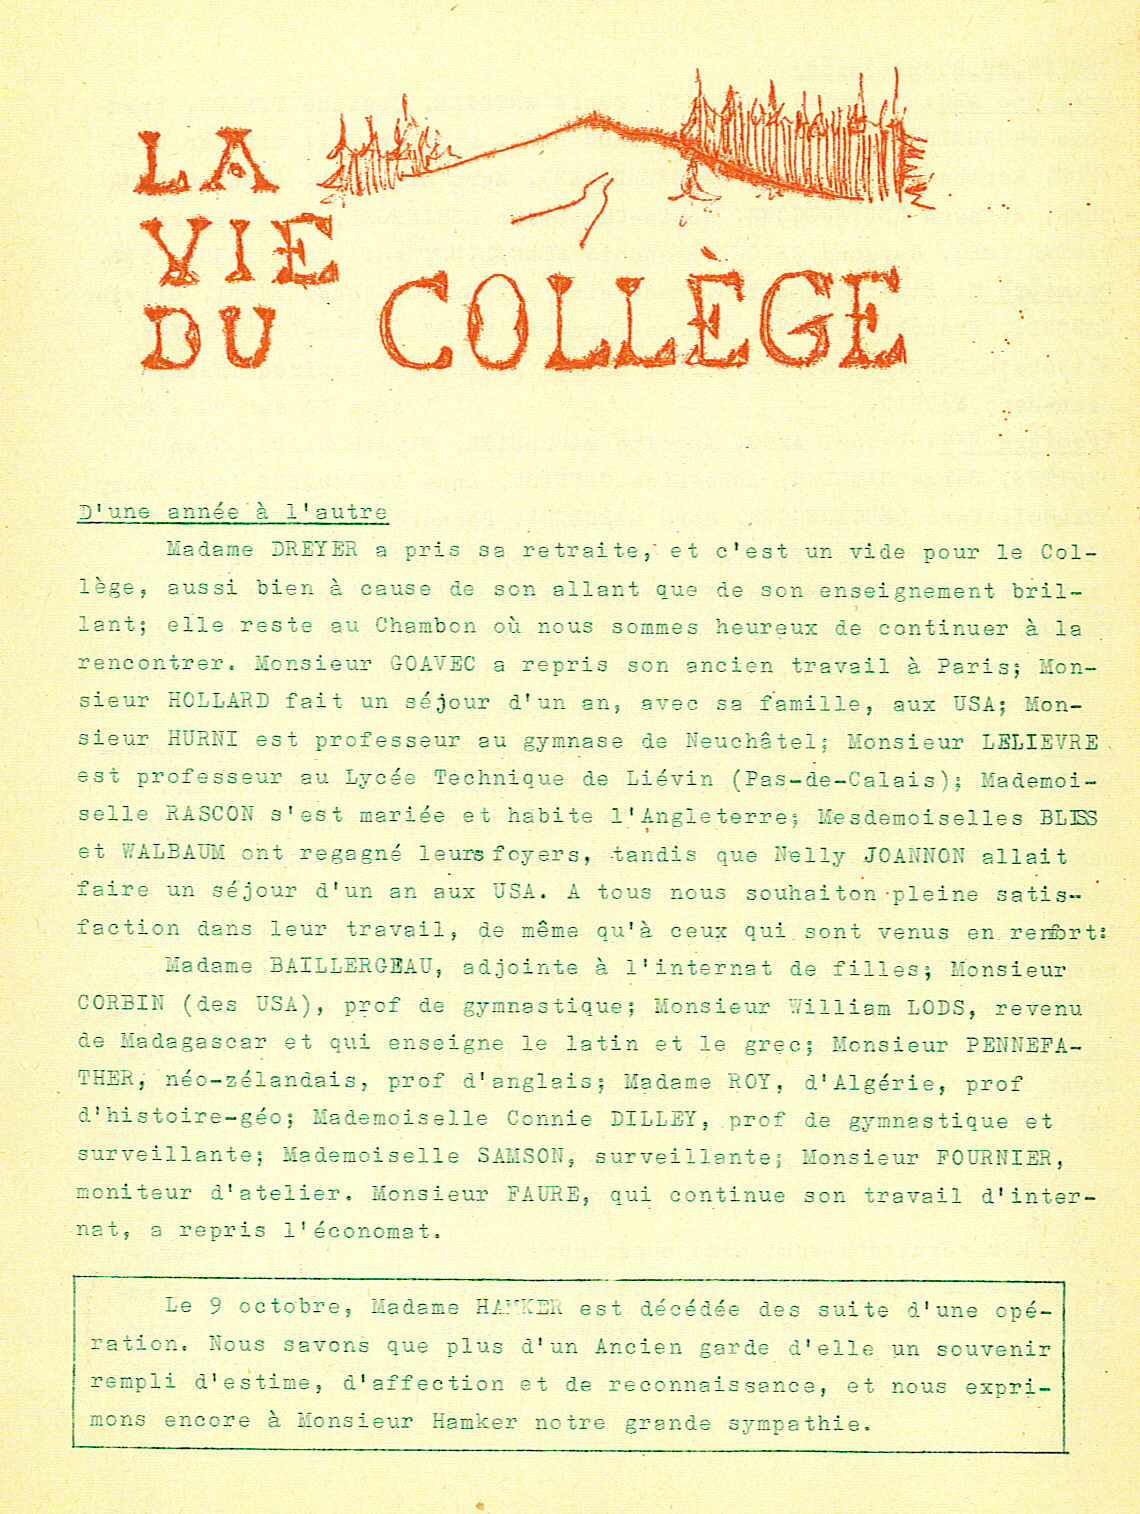 LA
VIE
DU COLLÈGE
D'une année à l'autre
Madame DREYER a pris sa retraite, et c'est un vide pour le Col-
lège, aussi bien à cause de son allant que de son enseignement bril-
lant; elle reste au Chambon où nous sommes heureux de continuer à la
rencontrer. Monsieur GOAVEC a repris son ancien travail à Paris; Mon-
sieur HOLLARD fait un séjour d'un an, avec sa famille, aux USA; Mon-
sieur HURNI est professeur au gymnase de Neuchâtel; Monsieur LELIEVRE
est professeur au Lycée Technique de Liévin (Pas-de-Calais); Mademoi-
selle RASCON s'est mariée et habite l'Angleterre; Mesdemoiselles BLISS
et WALBAUM ont regagné leurs foyers, tandis que Nelly JOANNON allait
faire un séjour d'un an aux USA. A tous nous souhaiton pleine satis-
faction dans leur travail, de même qu'à ceux qui sont venus en renfort:
Madame BAILLERGEAU, adjointe à l'internat de filles; Monsieur
CORBIN (des USA), prof de gymnastique; Monsieur William LODS, revenu
de Madagascar et qui enseigne le latin et le grec; Monsieur PENNEFA-
THER, néo-zélandais, prof d'anglais; Madame ROY, d'Algérie, prof
d'histoire-géo; Mademoiselle Connie DILLEY, prof de gymnastique et
surveillante; Mademoiselle SAMSON, surveillante; Monsieur FOURNIER,
moniteur d'atelier. Monsieur FAURE, qui continue son travail d'inter-
nat, a repris l'économat.
Le 9 octobre, Madame HAMKER est décédée des suite d'une opé-
ration. Nous savons que plus d'un Ancien garde d'elle un souvenir
rempli d'estime, d'affection et de reconnaissance, et nous expri-
mons encore à Monsieur Hamker notre grande sympathie.